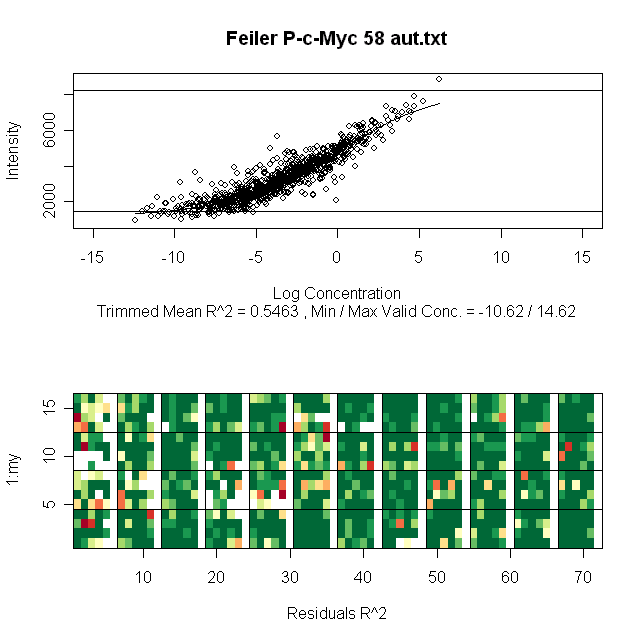 Feiler P-c-Myc 58 aut.txt
Intensity
6000
2000
-15 -10 -5 0 5 10 15
Log Concentration
Trimmed Mean R^2 = 0.5463 , Min / Max Valid Conc. = -10.62 / 14.62
1:my
15
10
5
10 20 30 40 50 60 70
Residuals R^2